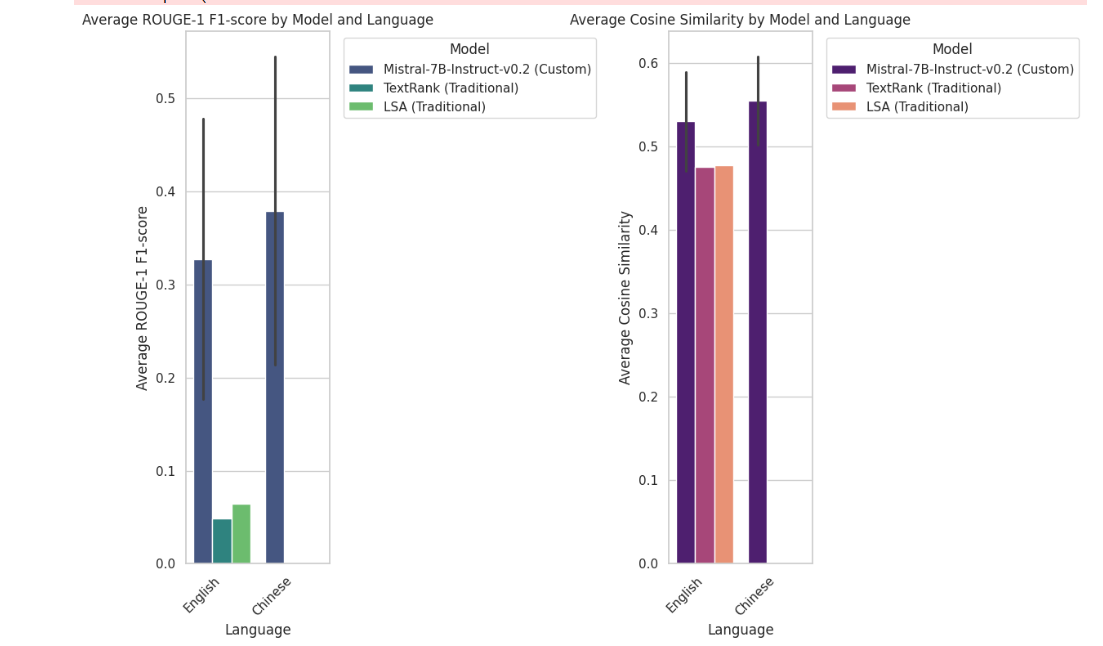 Average ROUGE-1 F1-score by Model and Language
Model
Mistral-7B-Instruct-v0.2 (Custom)
TextRank (Traditional)
LSA (Traditional)
Average ROUGE-1 F1-score
0.5
0.4
0.3
0.2
0.1
0.0
English
Chinese
Language
Average Cosine Similarity by Model and Language
Model
Mistral-7B-Instruct-v0.2 (Custom)
TextRank (Traditional)
LSA (Traditional)
Average Cosine Similarity
0.6
0.5
0.4
0.3
0.2
0.1
0.0
English
Chinese
Language